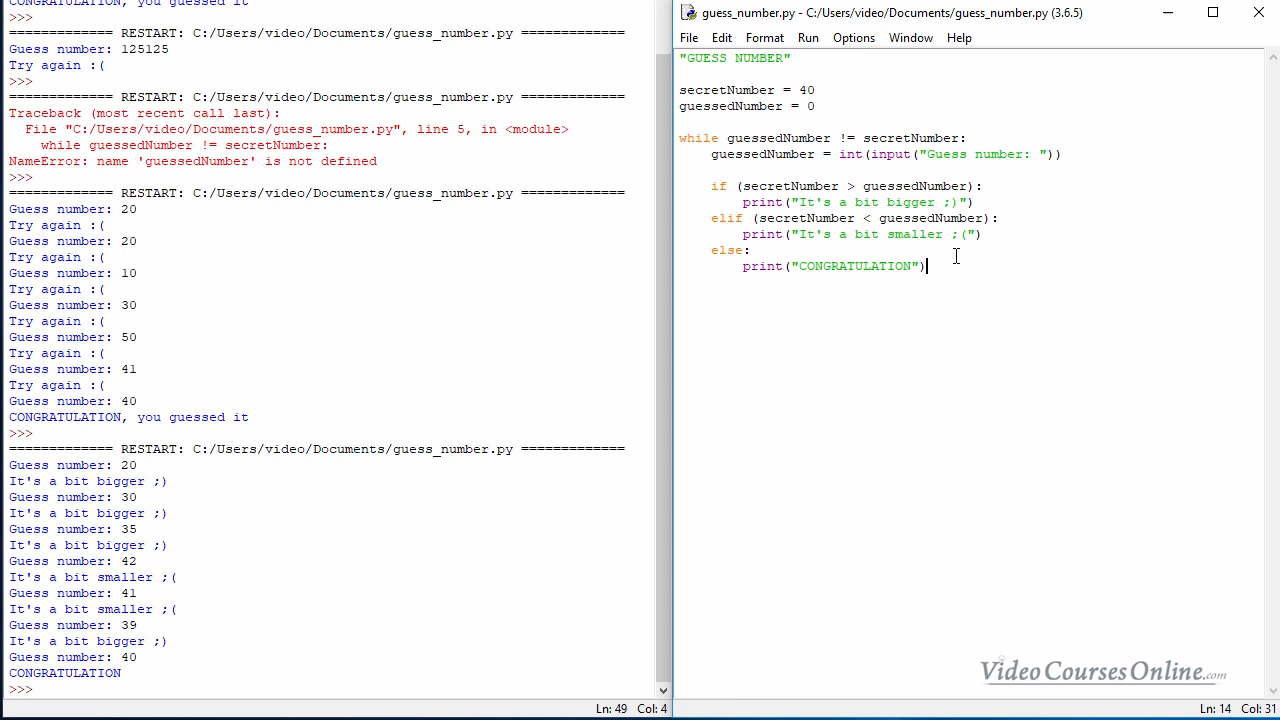 CONGRATULATION, you guessed it
>>>
============= RESTART: C:/Users/video/Documents/guess_number.py =============
Guess number: 125125
Try again :(
>>>
============= RESTART: C:/Users/video/Documents/guess_number.py =============
Traceback (most recent call last):
  File "C:/Users/video/Documents/guess_number.py", line 5, in <module>
    while guessedNumber != secretNumber:
NameError: name 'guessedNumber' is not defined
>>>
============= RESTART: C:/Users/video/Documents/guess_number.py =============
Guess number: 20
Try again :(
Guess number: 20
Try again :(
Guess number: 10
Try again :(
Guess number: 30
Try again :(
Guess number: 50
Try again :(
Guess number: 41
Try again :(
Guess number: 40
CONGRATULATION, you guessed it
>>>
============= RESTART: C:/Users/video/Documents/guess_number.py =============
Guess number: 20
It's a bit bigger ;)
Guess number: 30
It's a bit bigger ;)
Guess number: 35
It's a bit bigger ;)
Guess number: 42
It's a bit smaller ;(
Guess number: 41
It's a bit smaller ;(
Guess number: 39
It's a bit bigger ;)
Guess number: 40
CONGRATULATION
>>>
Ln: 49 Col: 4
guess_number.py - C:/Users/video/Documents/guess_number.py (3.6.5)
File Edit Format Run Options Window Help
"GUESS NUMBER"
secretNumber = 40
guessedNumber = 0
while guessedNumber != secretNumber:
    guessedNumber = int(input("Guess number: "))
    if (secretNumber > guessedNumber):
        print("It's a bit bigger ;)")
    elif (secretNumber < guessedNumber):
        print("It's a bit smaller ;(")
    else:
        print("CONGRATULATION")
VideoCoursesOnline.com
Ln: 14 Col: 31